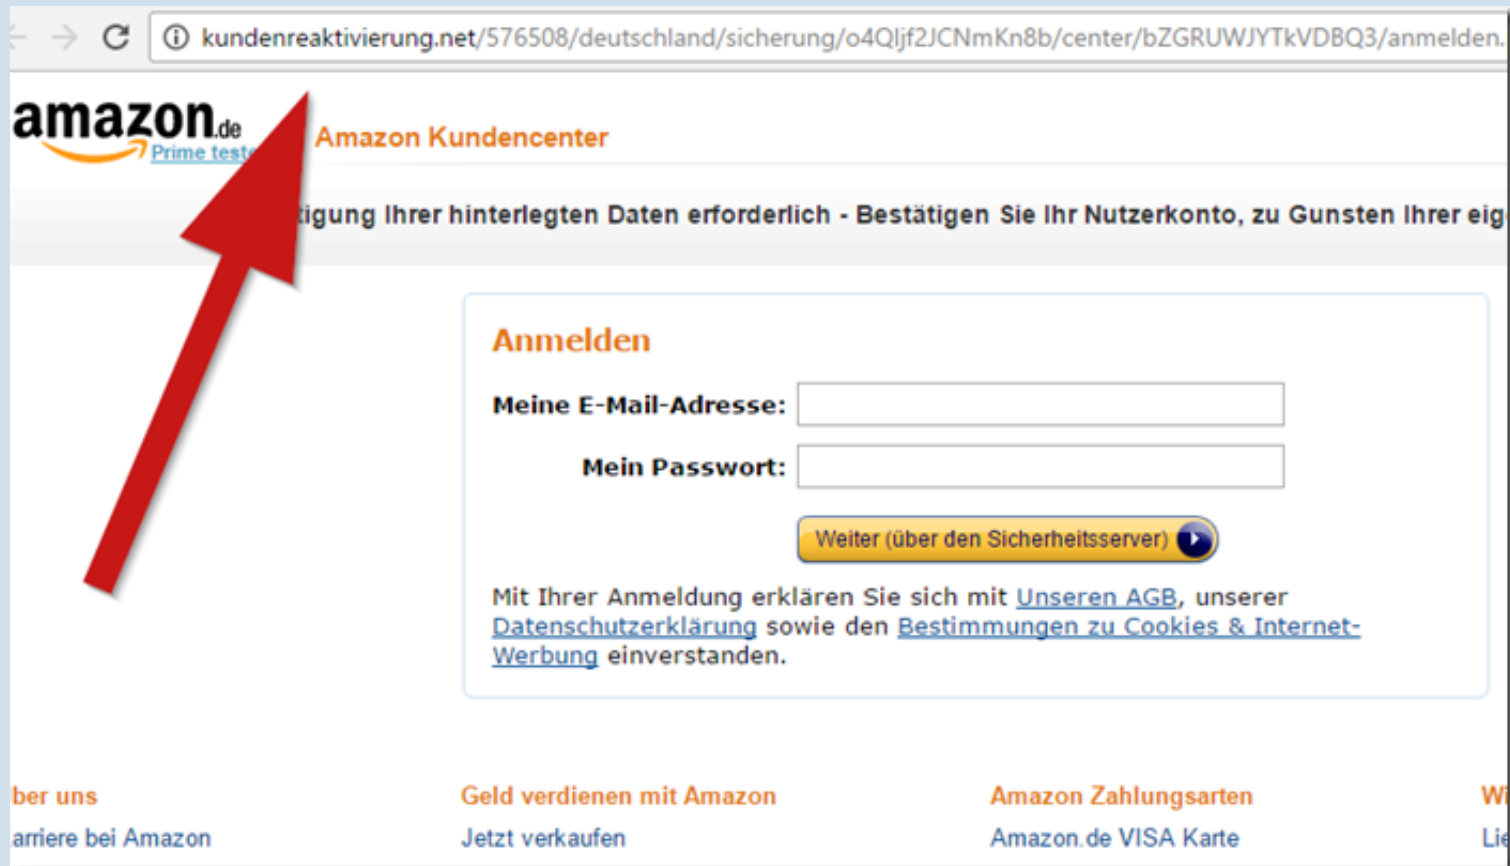 kundenreaktivierung.net/576508/deutschland/sicherung/o4Qljf2JCNmKn8b/center/bZGRUWJYTkVDBQ3/anmelden.
amazon.de
Prime teste
Amazon Kundencenter
tigung Ihrer hinterlegten Daten erforderlich - Bestätigen Sie Ihr Nutzerkonto, zu Gunsten Ihrer eig
Anmelden
Meine E-Mail-Adresse:
Mein Passwort:
Weiter (über den Sicherheitsserver)
Mit Ihrer Anmeldung erklären Sie sich mit Unseren AGB, unserer
Datenschutzerklärung sowie den Bestimmungen zu Cookies & Internet-
Werbung einverstanden.
ber uns
Geld verdienen mit Amazon
Amazon Zahlungsarten
Wi
arriere bei Amazon
Jetzt verkaufen
Amazon.de VISA Karte
Lie